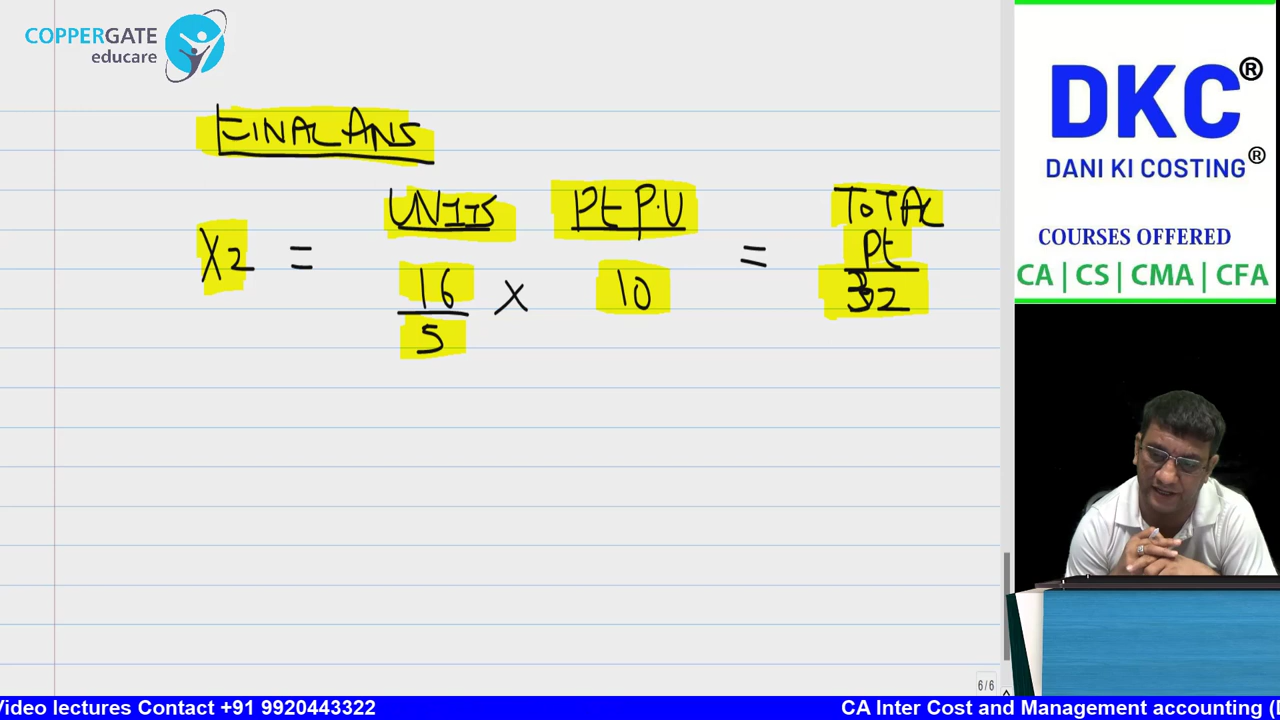 COPPERGATE
educare
FINAL ANS
UNITS Pt P.U TOTAL
Pt
X2 = 16/5 × 10 = 32
6/6
DKC®
DANI KI COSTING®
COURSES OFFERED
CA | CS | CMA | CFA
Video lectures Contact +91 9920443322 CA Inter Cost and Management accounting (